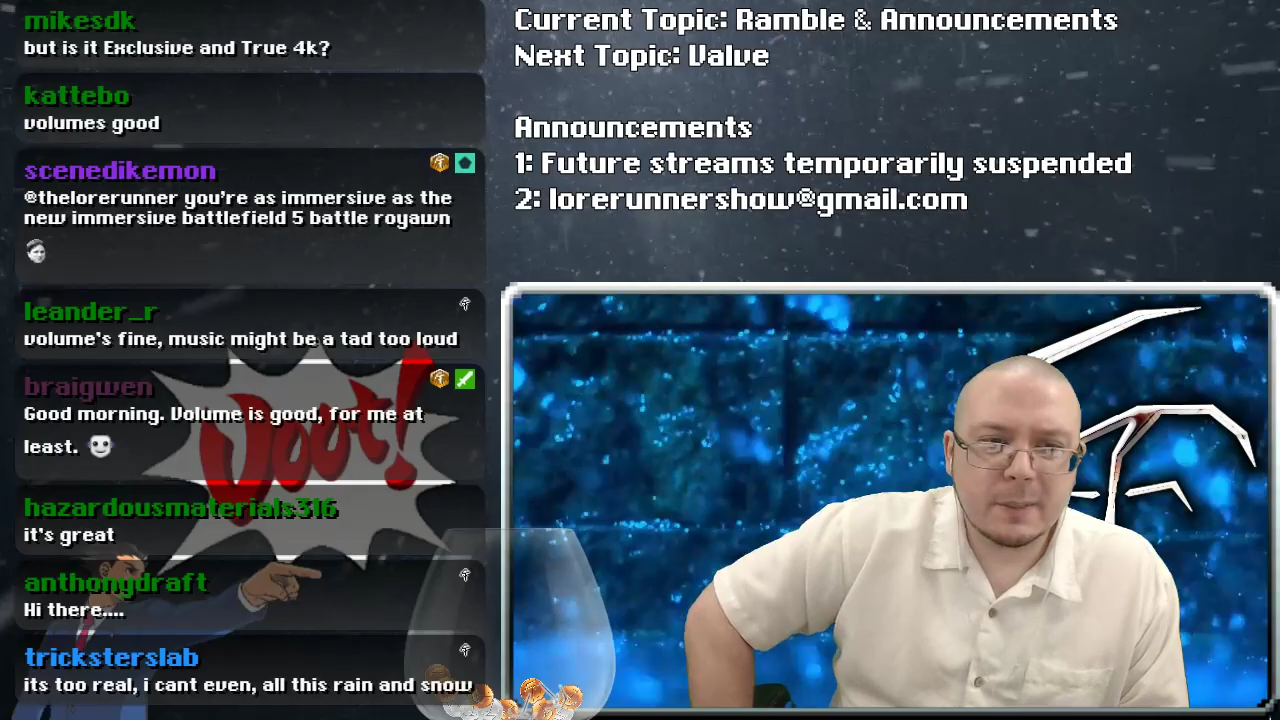 mikesdk
but is it Exclusive and True 4k?
kattebo
volumes good
scenedikemon
@thelorerunner you're as immersive as the
new immersive battlefield 5 battle royawn
leander_r
volume's fine, music might be a tad too loud
braigwen
Good morning. Volume is good, for me at
least.
hazardousmaterials316
it's great
anthonydraft
Hi there....
tricksterslab
its too real, i cant even, all this rain and snow
Doot!
Current Topic: Ramble & Announcements
Next Topic: Valve
Announcements
1: Future streams temporarily suspended
2: lorerunnershow@gmail.com